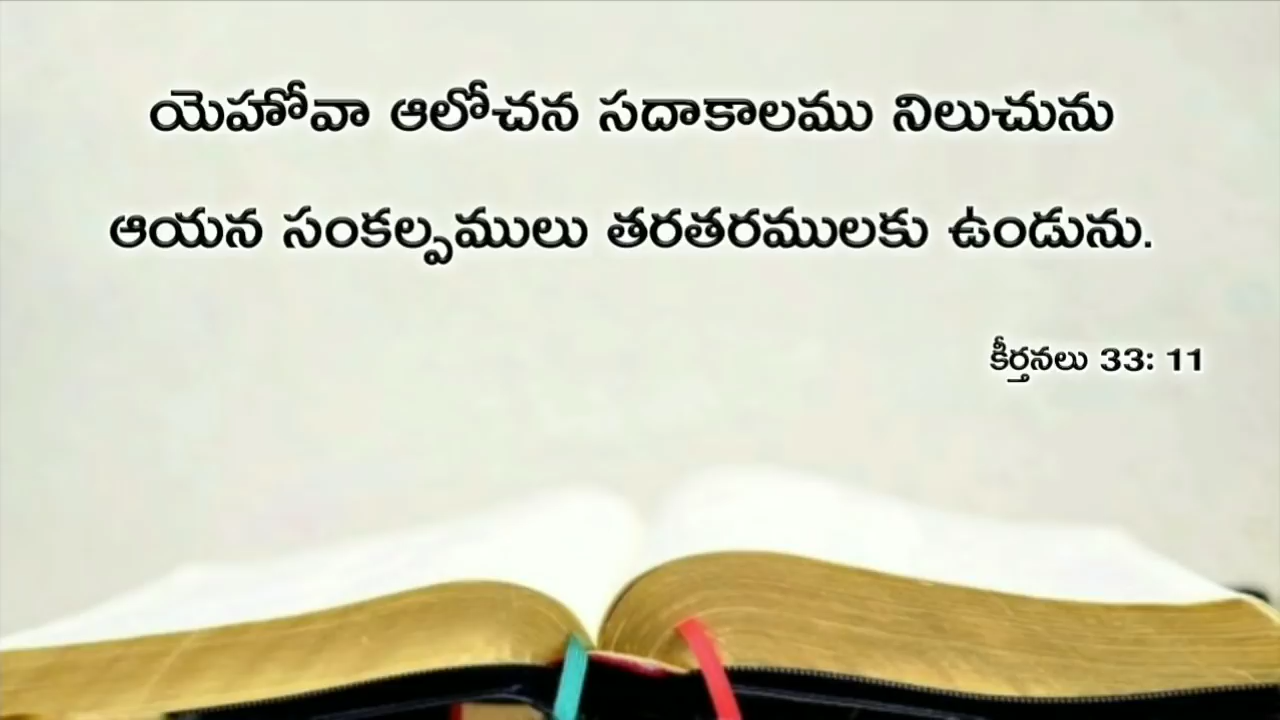 యెహోవా ఆలోచన సదాకాలము నిలుచును
ఆయన సంకల్పములు తరతరములకు ఉండును.
కీర్తనలు 33: 11